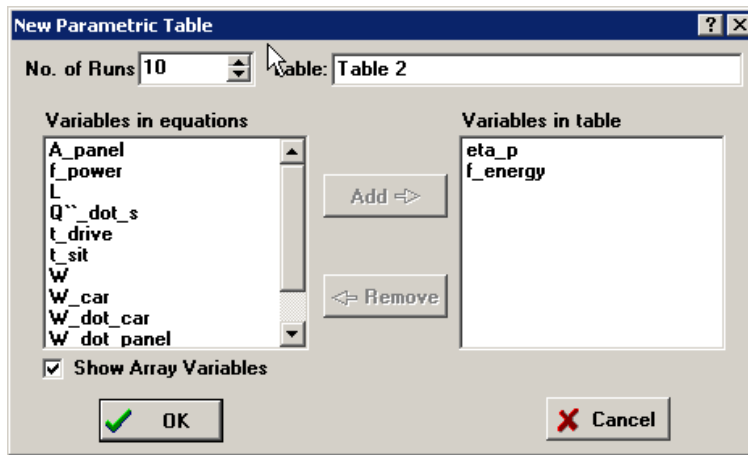 New Parametric Table
No. of Runs 10 Table: Table 2
Variables in equations
A_panel
f_power
L
Q``_dot_s
t_drive
t_sit
W
W_car
W_dot_car
W_dot_panel
Add
Remove
Variables in table
eta_p
f_energy
Show Array Variables
OK
Cancel